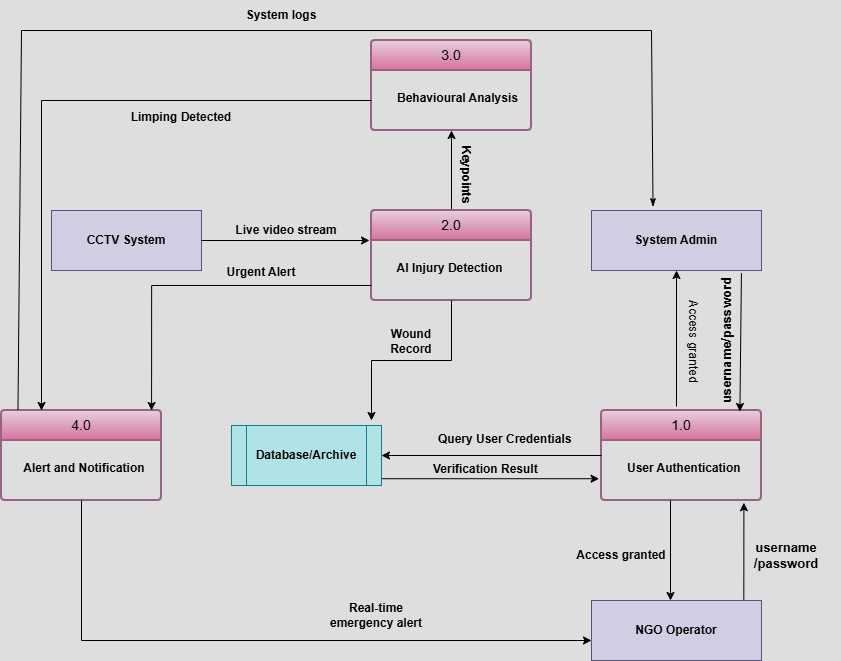 System logs
3.0
Behavioural Analysis
Limping Detected
Keypoints
2.0
AI Injury Detection
CCTV System
Live video stream
System Admin
Urgent Alert
Wound
Record
Access granted
username/password
4.0
Alert and Notification
Database/Archive
Query User Credentials
Verification Result
1.0
User Authentication
Access granted
username
/password
Real-time
emergency alert
NGO Operator